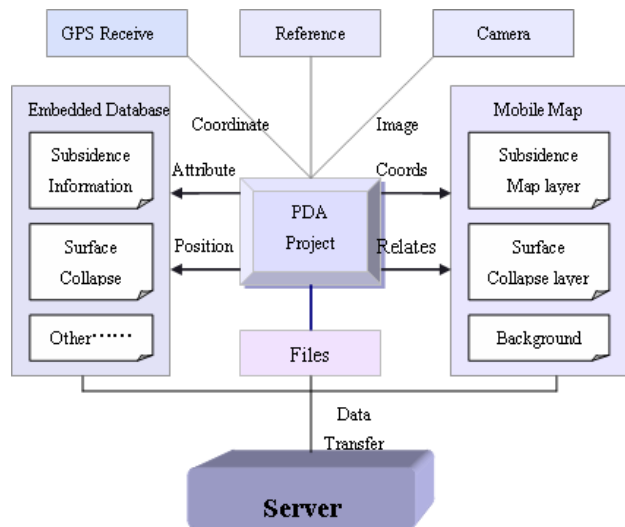 GPS Receive
Reference
Camera
Coordinate
Image
Embedded Database
Subsidence
Information
Surface
Collapse
Other……
Attribute
Position
PDA
Project
Coords
Relates
Mobile Map
Subsidence
Map layer
Surface
Collapse layer
Background
Files
Data
Transfer
Server